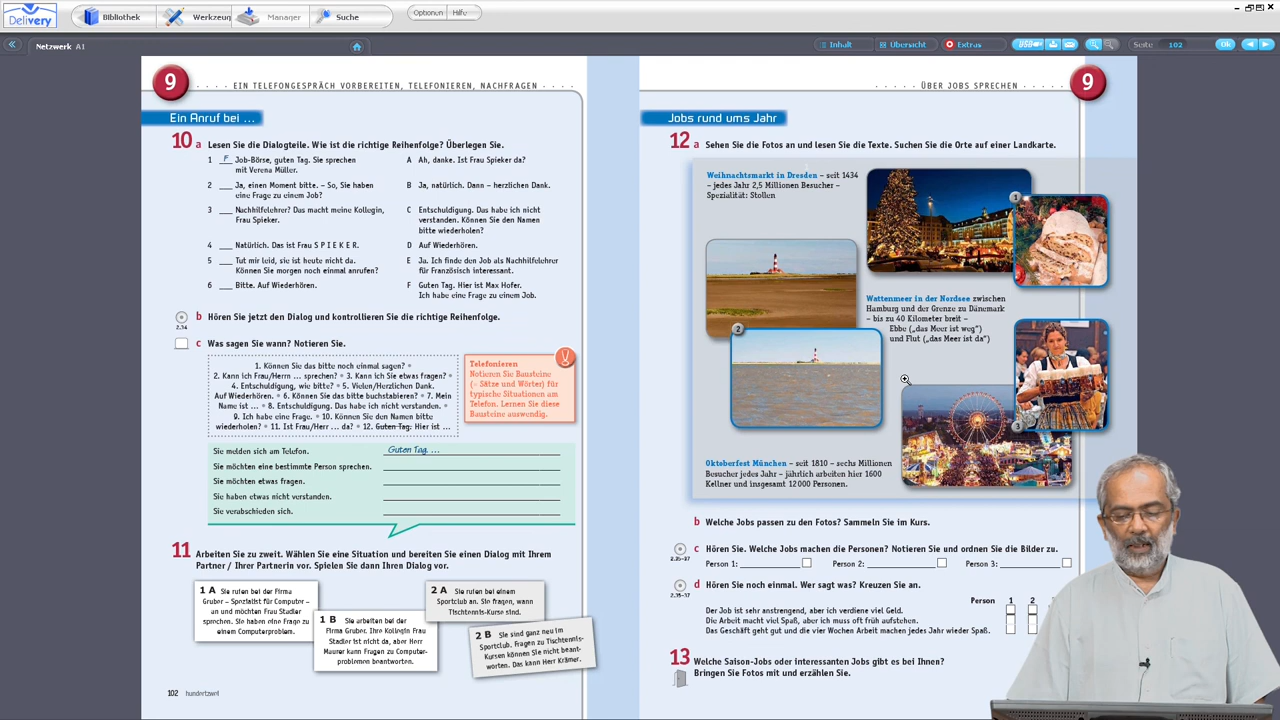 Delivery
Bibliothek
Werkzeug
Manager
Suche
Optionen
Hilfe
Netzwerk A1
Inhalt
Übersicht
Extras
USB
Seite 102
Ok
9
EIN TELEFONGESPRÄCH VORBEREITEN, TELEFONIEREN, NACHFRAGEN
Ein Anruf bei ...
10 a Lesen Sie die Dialogteile. Wie ist die richtige Reihenfolge? Überlegen Sie.
1 F Job-Börse, guten Tag. Sie sprechen
mit Verena Müller.
2 ___ Ja, einen Moment bitte. – So, Sie haben
eine Frage zu einem Job?
3 ___ Nachhilfelehrer? Das macht meine Kollegin,
Frau Spieker.
4 ___ Natürlich. Das ist Frau S P I E K E R.
5 ___ Tut mir leid, sie ist heute nicht da.
Können Sie morgen noch einmal anrufen?
6 ___ Bitte. Auf Wiederhören.
A Ah, danke. Ist Frau Spieker da?
B Ja, natürlich. Dann – herzlichen Dank.
C Entschuldigung. Das habe ich nicht
verstanden. Können Sie den Namen
bitte wiederholen?
D Auf Wiederhören.
E Ja. Ich finde den Job als Nachhilfelehrer
für Französisch interessant.
F Guten Tag. Hier ist Max Hofer.
Ich habe eine Frage zu einem Job.
2.34
b Hören Sie jetzt den Dialog und kontrollieren Sie die richtige Reihenfolge.
c Was sagen Sie wann? Notieren Sie.
1. Können Sie das bitte noch einmal sagen? •
2. Kann ich Frau/Herrn ... sprechen? • 3. Kann ich Sie etwas fragen? •
4. Entschuldigung, wie bitte? • 5. Vielen/Herzlichen Dank.
Auf Wiederhören. • 6. Können Sie das bitte buchstabieren? • 7. Mein
Name ist ... • 8. Entschuldigung. Das habe ich nicht verstanden. •
9. Ich habe eine Frage. • 10. Können Sie den Namen bitte
wiederholen? • 11. Ist Frau/Herr ... da? • 12. Guten Tag. Hier ist ...
Telefonieren
Notieren Sie Bausteine
(= Sätze und Wörter) für
typische Situationen am
Telefon. Lernen Sie diese
Bausteine auswendig.
Sie melden sich am Telefon. Guten Tag. ...
Sie möchten eine bestimmte Person sprechen.
Sie möchten etwas fragen.
Sie haben etwas nicht verstanden.
Sie verabschieden sich.
11 Arbeiten Sie zu zweit. Wählen Sie eine Situation und bereiten Sie einen Dialog mit Ihrem
Partner / Ihrer Partnerin vor. Spielen Sie dann Ihren Dialog vor.
1 A Sie rufen bei der Firma
Gruber – Spezialist für Computer –
an und möchten Frau Stadler
sprechen. Sie haben eine Frage zu
einem Computerproblem.
1 B Sie arbeiten bei der
Firma Gruber. Ihre Kollegin Frau
Stadler ist nicht da, aber Herr
Maurer kann Fragen zu Computer-
problemen beantworten.
2 A Sie rufen bei einem
Sportclub an. Sie fragen, wann
Tischtennis-Kurse sind.
2 B Sie sind ganz neu im
Sportclub. Fragen zu Tischtennis-
Kursen können Sie nicht beant-
worten. Das kann Herr Krämer.
102 hundertzwei
ÜBER JOBS SPRECHEN
9
Jobs rund ums Jahr
12 a Sehen Sie die Fotos an und lesen Sie die Texte. Suchen Sie die Orte auf einer Landkarte.
Weihnachtsmarkt in Dresden – seit 1434
– jedes Jahr 2,5 Millionen Besucher –
Spezialität: Stollen
1
Wattenmeer in der Nordsee zwischen
Hamburg und der Grenze zu Dänemark
– bis zu 40 Kilometer breit –
Ebbe („das Meer ist weg“)
und Flut („das Meer ist da“)
2
3
Oktoberfest München – seit 1810 – sechs Millionen
Besucher jedes Jahr – jährlich arbeiten hier 1600
Kellner und insgesamt 12000 Personen.
b Welche Jobs passen zu den Fotos? Sammeln Sie im Kurs.
2.35-37
c Hören Sie. Welche Jobs machen die Personen? Notieren Sie und ordnen Sie die Bilder zu.
Person 1: Person 2: Person 3:
2.35-37
d Hören Sie noch einmal. Wer sagt was? Kreuzen Sie an.
Person 1 2
Der Job ist sehr anstrengend, aber ich verdiene viel Geld.
Die Arbeit macht viel Spaß, aber ich muss oft früh aufstehen.
Das Geschäft geht gut und die vier Wochen Arbeit machen jedes Jahr wieder Spaß.
13 Welche Saison-Jobs oder interessanten Jobs gibt es bei Ihnen?
Bringen Sie Fotos mit und erzählen Sie.